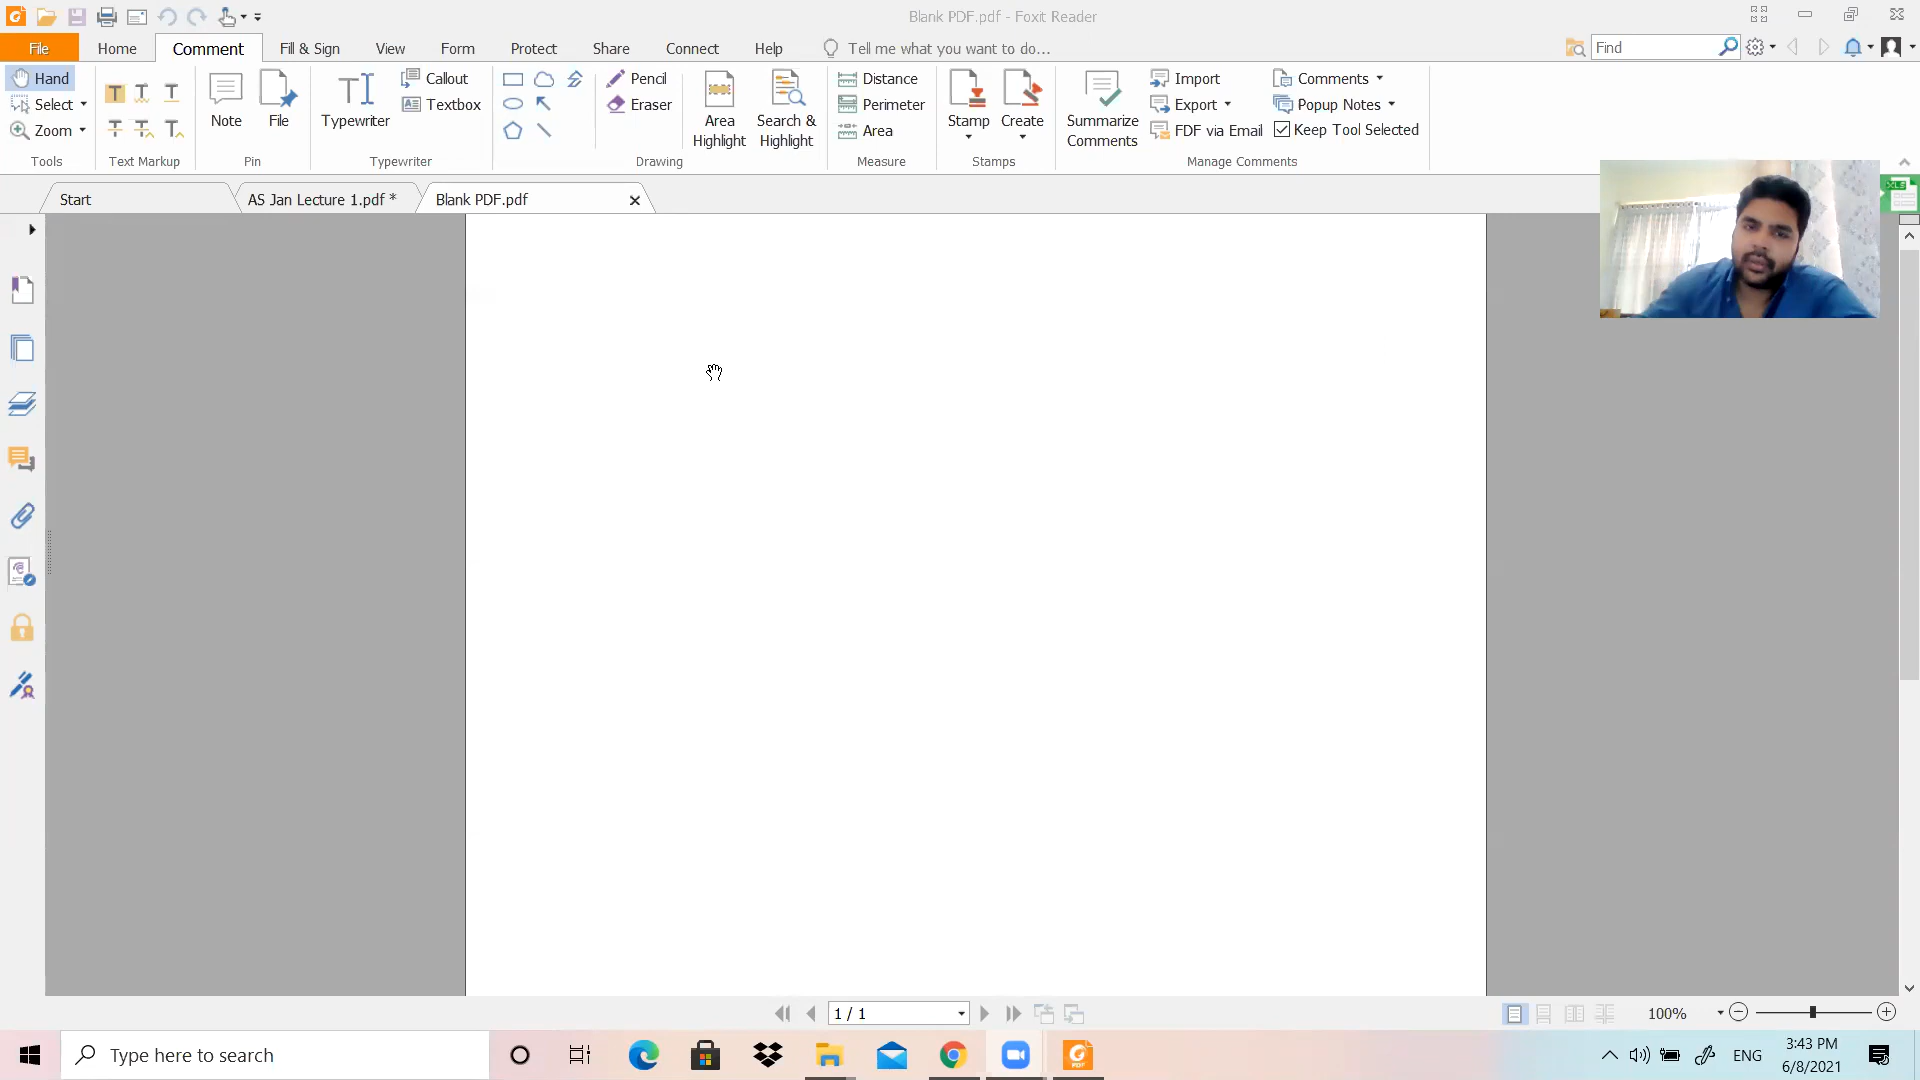 Blank PDF.pdf - Foxit Reader
File Home Comment Fill & Sign View Form Protect Share Connect Help Tell me what you want to do... Find
Hand
Select
Zoom
Tools
Text Markup
Note
File
Pin
Typewriter
Callout
Textbox
Typewriter
Pencil
Eraser
Area
Highlight
Search &
Highlight
Drawing
Distance
Perimeter
Area
Measure
Stamp
Create
Stamps
Summarize
Comments
Import
Export
FDF via Email
Comments
Popup Notes
Keep Tool Selected
Manage Comments
Start
AS Jan Lecture 1.pdf *
Blank PDF.pdf
XLS
1 / 1
100%
Type here to search
PDF
ENG
3:43 PM
6/8/2021